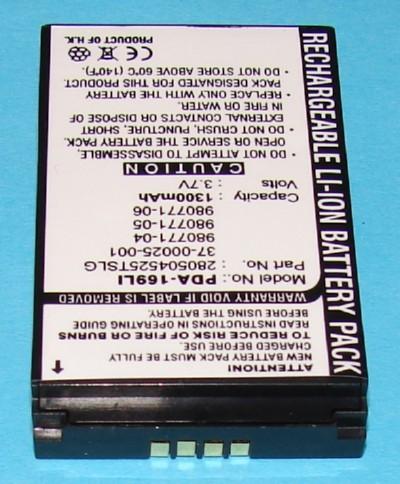 RECHARGEABLE LI-ION BATTERY PACK
NEW BATTERY PACK MUST BE FULLY
CHARGED BEFORE USE.
READ INSTRUCTIONS IN OPERATING GUIDE
BEFORE USING THE BATTERY.
TO REDUCE RISK OF FIRE OR BURNS
WARRANTY VOID IF LABEL IS REMOVED
Model No.: PDA-169LI
Part No. : 280504525TSLG
37-000025-001
980771-04
980771-05
980771-06
Capacity : 1300mAh
Volts : 3.7V
CAUTION
• DO NOT ATTEMPT TO DISASSEMBLE,
OPEN OR SERVICE THE BATTERY PACK.
• DO NOT CRUSH, PUNCTURE, SHORT
EXTERNAL CONTACTS OR DISPOSE OF
IN FIRE OR WATER.
• REPLACE ONLY WITH THE BATTERY
PACK DESIGNED FOR THIS PRODUCT.
• DO NOT STORE ABOVE 60°C (140°F).
CE
PRODUCT OF H.K.